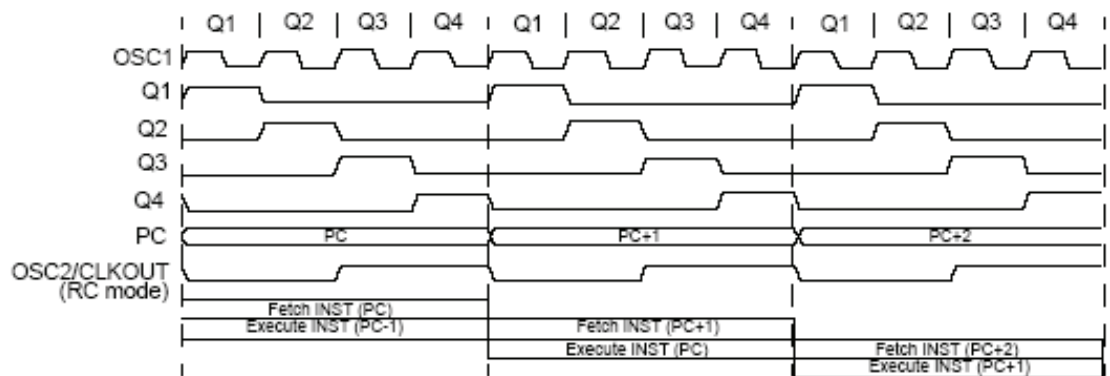 Q1 | Q2 | Q3 | Q4 | Q1 | Q2 | Q3 | Q4 | Q1 | Q2 | Q3 | Q4
OSC1
Q1
Q2
Q3
Q4
PC PC PC+1 PC+2
OSC2/CLKOUT
(RC mode)
Fetch INST (PC)
Execute INST (PC-1) Fetch INST (PC+1)
Execute INST (PC) Fetch INST (PC+2)
Execute INST (PC+1)